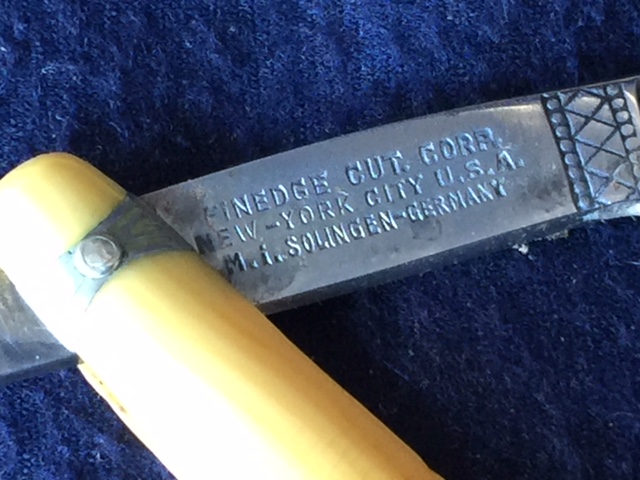 FINEDGE CUT. CORP.
NEW-YORK CITY U.S.A.
M.i.SOLINGEN-GERMANY